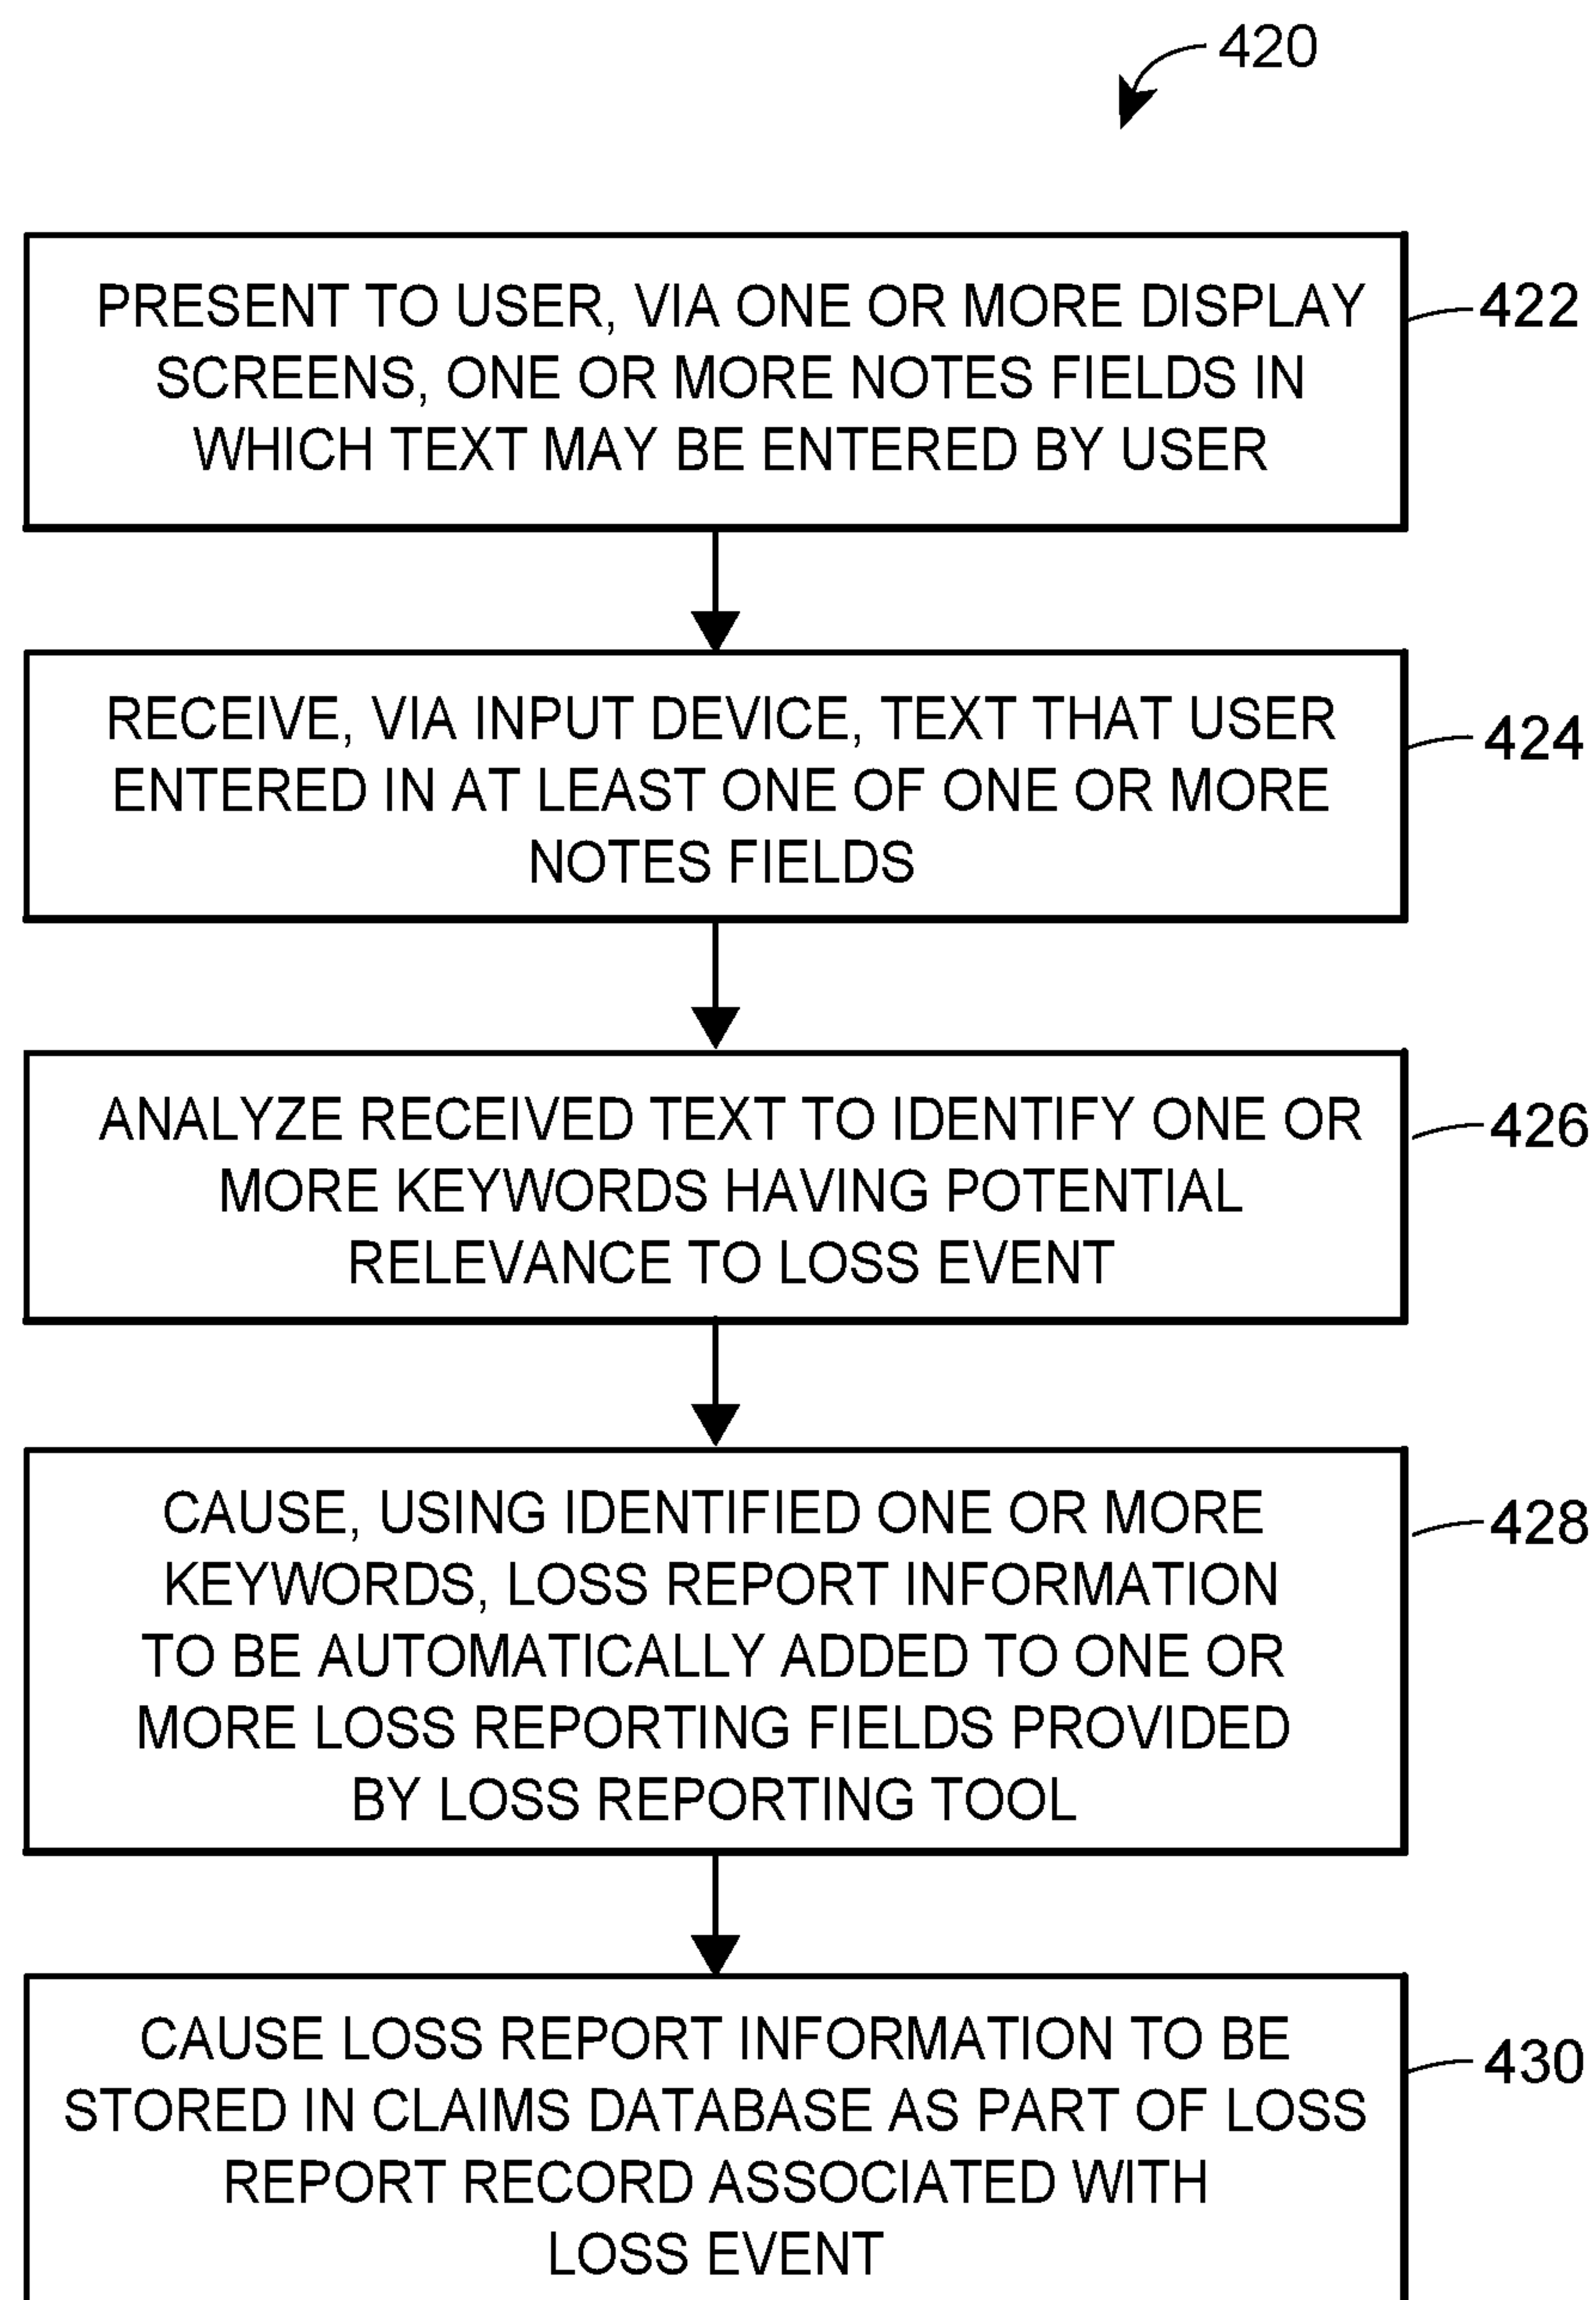 420
PRESENT TO USER, VIA ONE OR MORE DISPLAY
SCREENS, ONE OR MORE NOTES FIELDS IN
WHICH TEXT MAY BE ENTERED BY USER
422
RECEIVE, VIA INPUT DEVICE, TEXT THAT USER
ENTERED IN AT LEAST ONE OF ONE OR MORE
NOTES FIELDS
424
ANALYZE RECEIVED TEXT TO IDENTIFY ONE OR
MORE KEYWORDS HAVING POTENTIAL
RELEVANCE TO LOSS EVENT
426
CAUSE, USING IDENTIFIED ONE OR MORE
KEYWORDS, LOSS REPORT INFORMATION
TO BE AUTOMATICALLY ADDED TO ONE OR
MORE LOSS REPORTING FIELDS PROVIDED
BY LOSS REPORTING TOOL
428
CAUSE LOSS REPORT INFORMATION TO BE
STORED IN CLAIMS DATABASE AS PART OF LOSS
REPORT RECORD ASSOCIATED WITH
LOSS EVENT
430